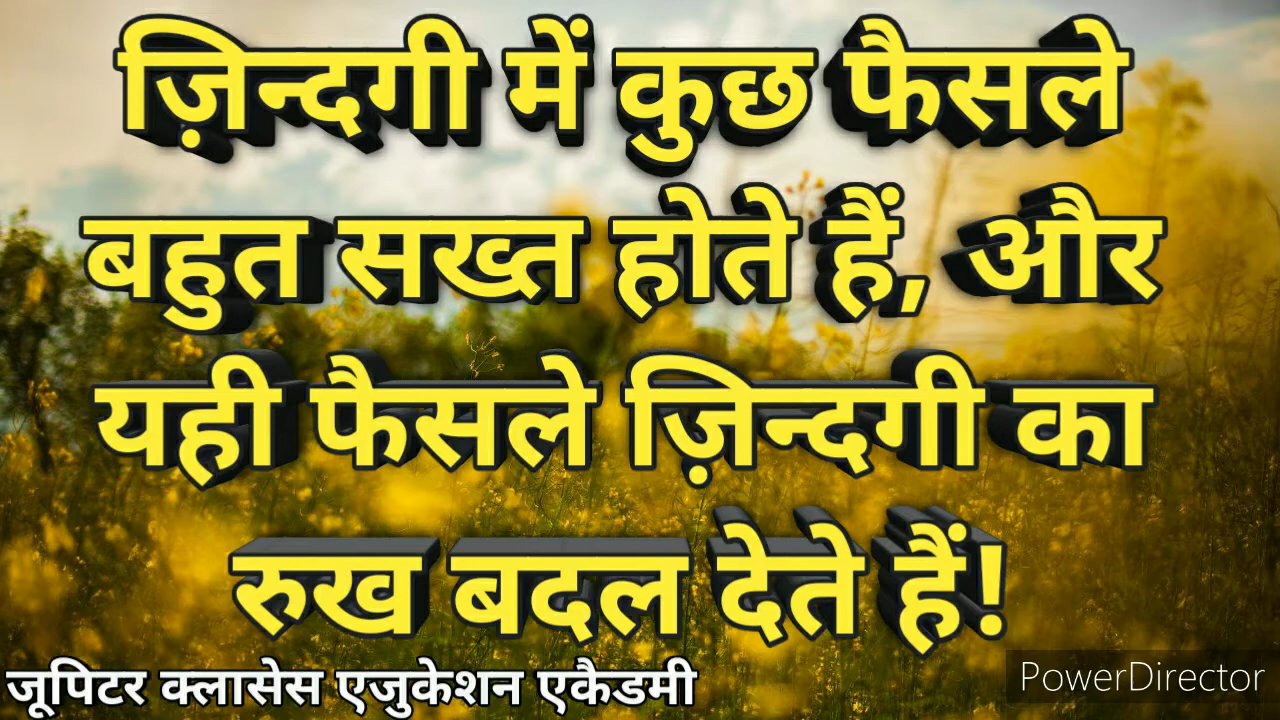 ज़िन्दगी में कुछ फैसले
बहुत सख्त होते हैं, और
यही फैसले ज़िन्दगी का
रुख बदल देते हैं!
जूपिटर क्लासेस एजुकेशन एकैडमी
PowerDirector